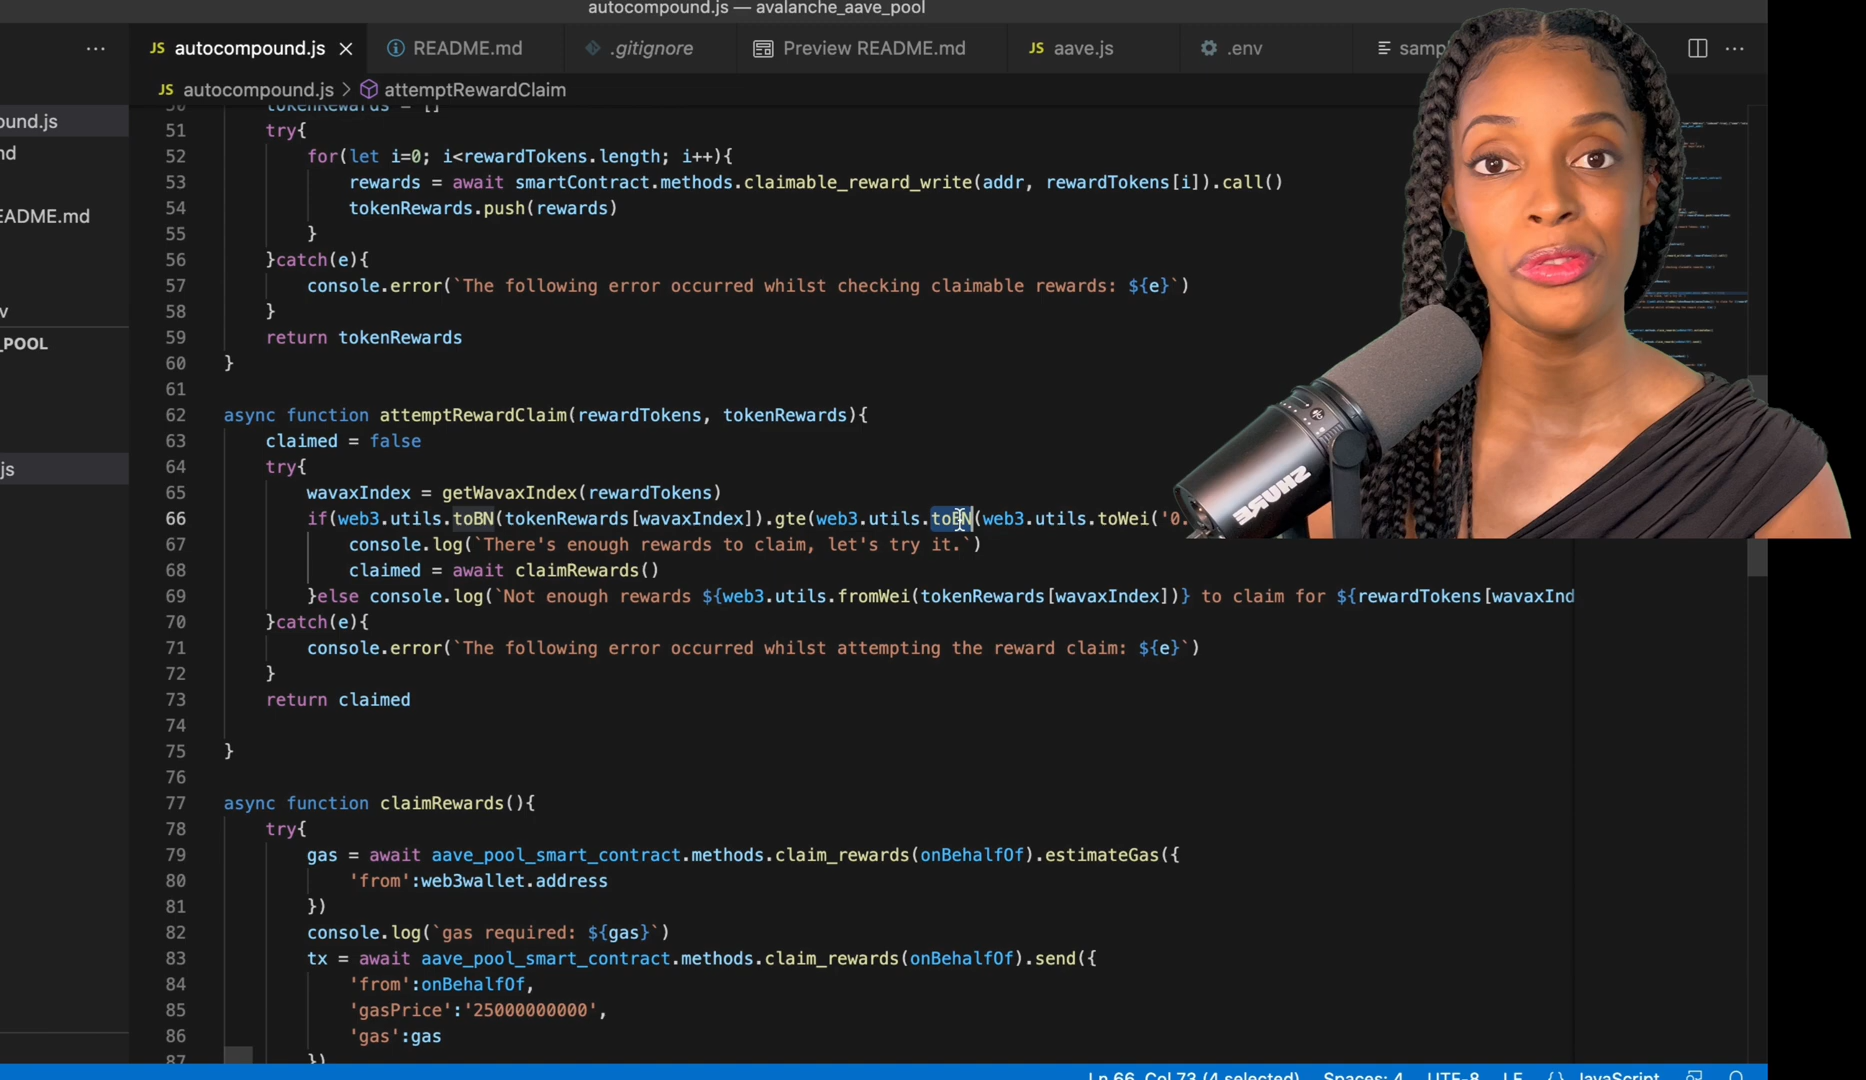 autocompound.js — avalanche_aave_pool
··· JS autocompound.js × README.md .gitignore Preview README.md JS aave.js .env ···
JS autocompound.js > attemptRewardClaim
ound.js
README.md
_POOL
js
50 tokenRewards = []
51 try{
52 for(let i=0; i<rewardTokens.length; i++){
53 rewards = await smartContract.methods.claimable_reward_write(addr, rewardTokens[i]).call()
54 tokenRewards.push(rewards)
55 }
56 }catch(e){
57 console.error(`The following error occurred whilst checking claimable rewards: ${e}`)
58 }
59 return tokenRewards
60 }
61
62 async function attemptRewardClaim(rewardTokens, tokenRewards){
63 claimed = false
64 try{
65 wavaxIndex = getWavaxIndex(rewardTokens)
66 if(web3.utils.toBN(tokenRewards[wavaxIndex]).gte(web3.utils.toBN(web3.utils.toWei('0.
67 console.log(`There's enough rewards to claim, let's try it.`)
68 claimed = await claimRewards()
69 }else console.log(`Not enough rewards ${web3.utils.fromWei(tokenRewards[wavaxIndex])} to claim for ${rewardTokens[wavaxInd
70 }catch(e){
71 console.error(`The following error occurred whilst attempting the reward claim: ${e}`)
72 }
73 return claimed
74
75 }
76
77 async function claimRewards(){
78 try{
79 gas = await aave_pool_smart_contract.methods.claim_rewards(onBehalfOf).estimateGas({
80 'from':web3wallet.address
81 })
82 console.log(`gas required: ${gas}`)
83 tx = await aave_pool_smart_contract.methods.claim_rewards(onBehalfOf).send({
84 'from':onBehalfOf,
85 'gasPrice':'25000000000',
86 'gas':gas
87 })
SHURE
Ln 66, Col 73 (4 selected) Spaces: 4 UTF-8 LF {} JavaScript